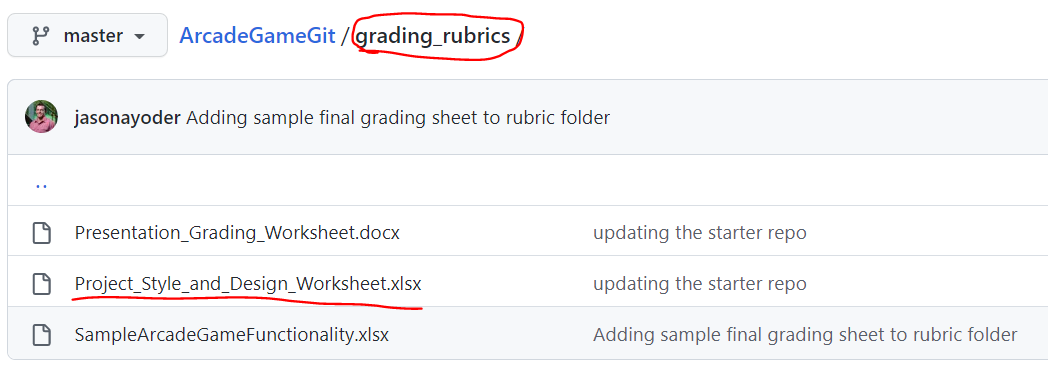 master ArcadeGameGit / grading_rubrics /
jasonayoder Adding sample final grading sheet to rubric folder
..
Presentation_Grading_Worksheet.docx updating the starter repo
Project_Style_and_Design_Worksheet.xlsx updating the starter repo
SampleArcadeGameFunctionality.xlsx Adding sample final grading sheet to rubric folder